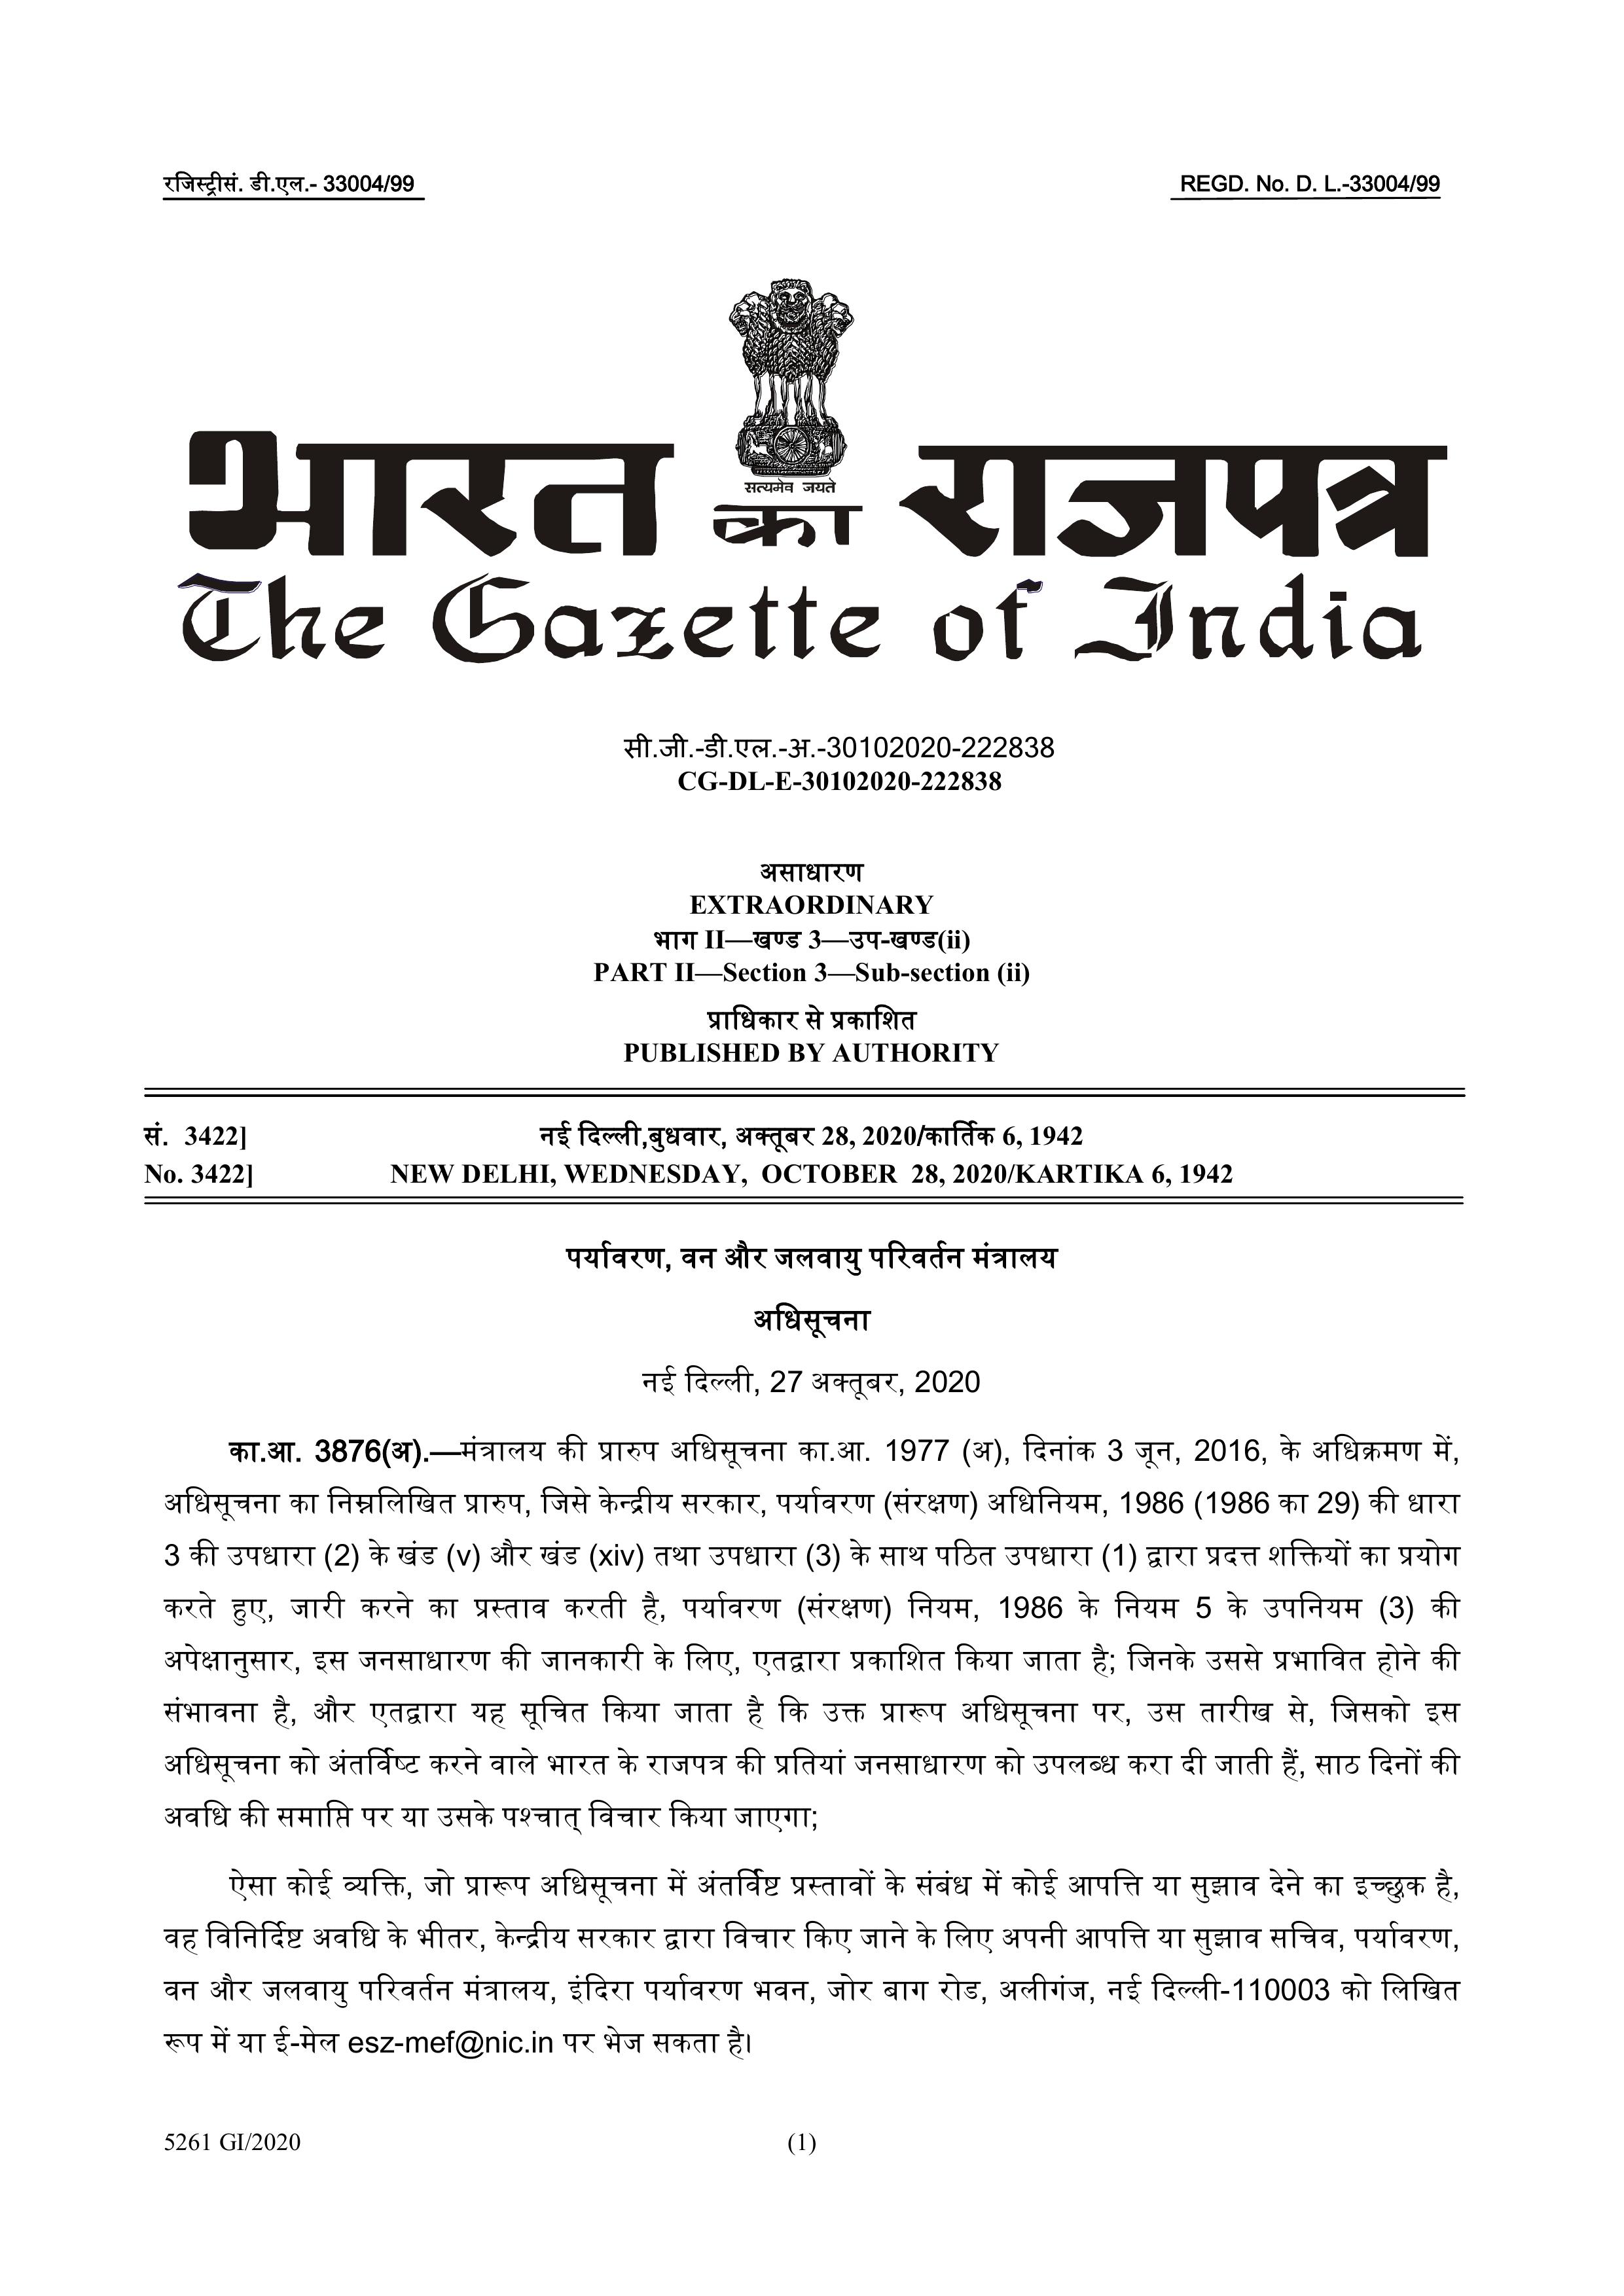 रजिस्ट्रीसं. डी.एल.- 33004/99
REGD. No. D. L.-33004/99
सत्यमेव जयते
भारत का राजपत्र
The Gazette of India
सी.जी.-डी.एल.-अ.-30102020-222838
CG-DL-E-30102020-222838
असाधारण
EXTRAORDINARY
भाग II—खण्ड 3—उप-खण्ड(ii)
PART II—Section 3—Sub-section (ii)
प्राधिकार से प्रकाशित
PUBLISHED BY AUTHORITY
सं. 3422] नई दिल्ली,बुधवार, अक्तूबर 28, 2020/कार्तिक 6, 1942
No. 3422] NEW DELHI, WEDNESDAY, OCTOBER 28, 2020/KARTIKA 6, 1942
पर्यावरण, वन और जलवायु परिवर्तन मंत्रालय
अधिसूचना
नई दिल्ली, 27 अक्तूबर, 2020
का.आ. 3876(अ).—मंत्रालय की प्रारुप अधिसूचना का.आ. 1977 (अ), दिनांक 3 जून, 2016, के अधिक्रमण में,
अधिसूचना का निम्नलिखित प्रारुप, जिसे केन्द्रीय सरकार, पर्यावरण (संरक्षण) अधिनियम, 1986 (1986 का 29) की धारा
3 की उपधारा (2) के खंड (v) और खंड (xiv) तथा उपधारा (3) के साथ पठित उपधारा (1) द्वारा प्रदत्त शक्तियों का प्रयोग
करते हुए, जारी करने का प्रस्ताव करती है, पर्यावरण (संरक्षण) नियम, 1986 के नियम 5 के उपनियम (3) की
अपेक्षानुसार, इस जनसाधारण की जानकारी के लिए, एतद्वारा प्रकाशित किया जाता है; जिनके उससे प्रभावित होने की
संभावना है, और एतद्वारा यह सूचित किया जाता है कि उक्त प्रारूप अधिसूचना पर, उस तारीख से, जिसको इस
अधिसूचना को अंतर्विष्ट करने वाले भारत के राजपत्र की प्रतियां जनसाधारण को उपलब्ध करा दी जाती हैं, साठ दिनों की
अवधि की समाप्ति पर या उसके पश्चात् विचार किया जाएगा;
ऐसा कोई व्यक्ति, जो प्रारूप अधिसूचना में अंतर्विष्ट प्रस्तावों के संबंध में कोई आपत्ति या सुझाव देने का इच्छुक है,
वह विनिर्दिष्ट अवधि के भीतर, केन्द्रीय सरकार द्वारा विचार किए जाने के लिए अपनी आपत्ति या सुझाव सचिव, पर्यावरण,
वन और जलवायु परिवर्तन मंत्रालय, इंदिरा पर्यावरण भवन, जोर बाग रोड, अलीगंज, नई दिल्ली-110003 को लिखित
रूप में या ई-मेल esz-mef@nic.in पर भेज सकता है।
5261 GI/2020 (1)